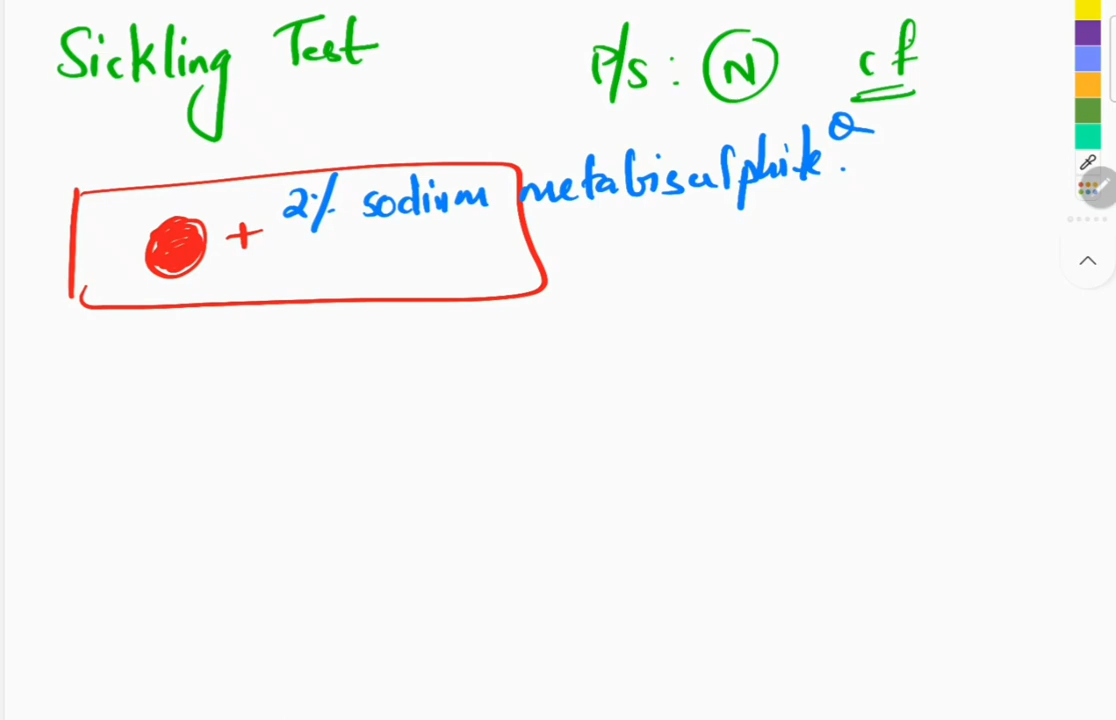 Sickling Test P/s : N cf
+ 2% sodium metabisulphite.